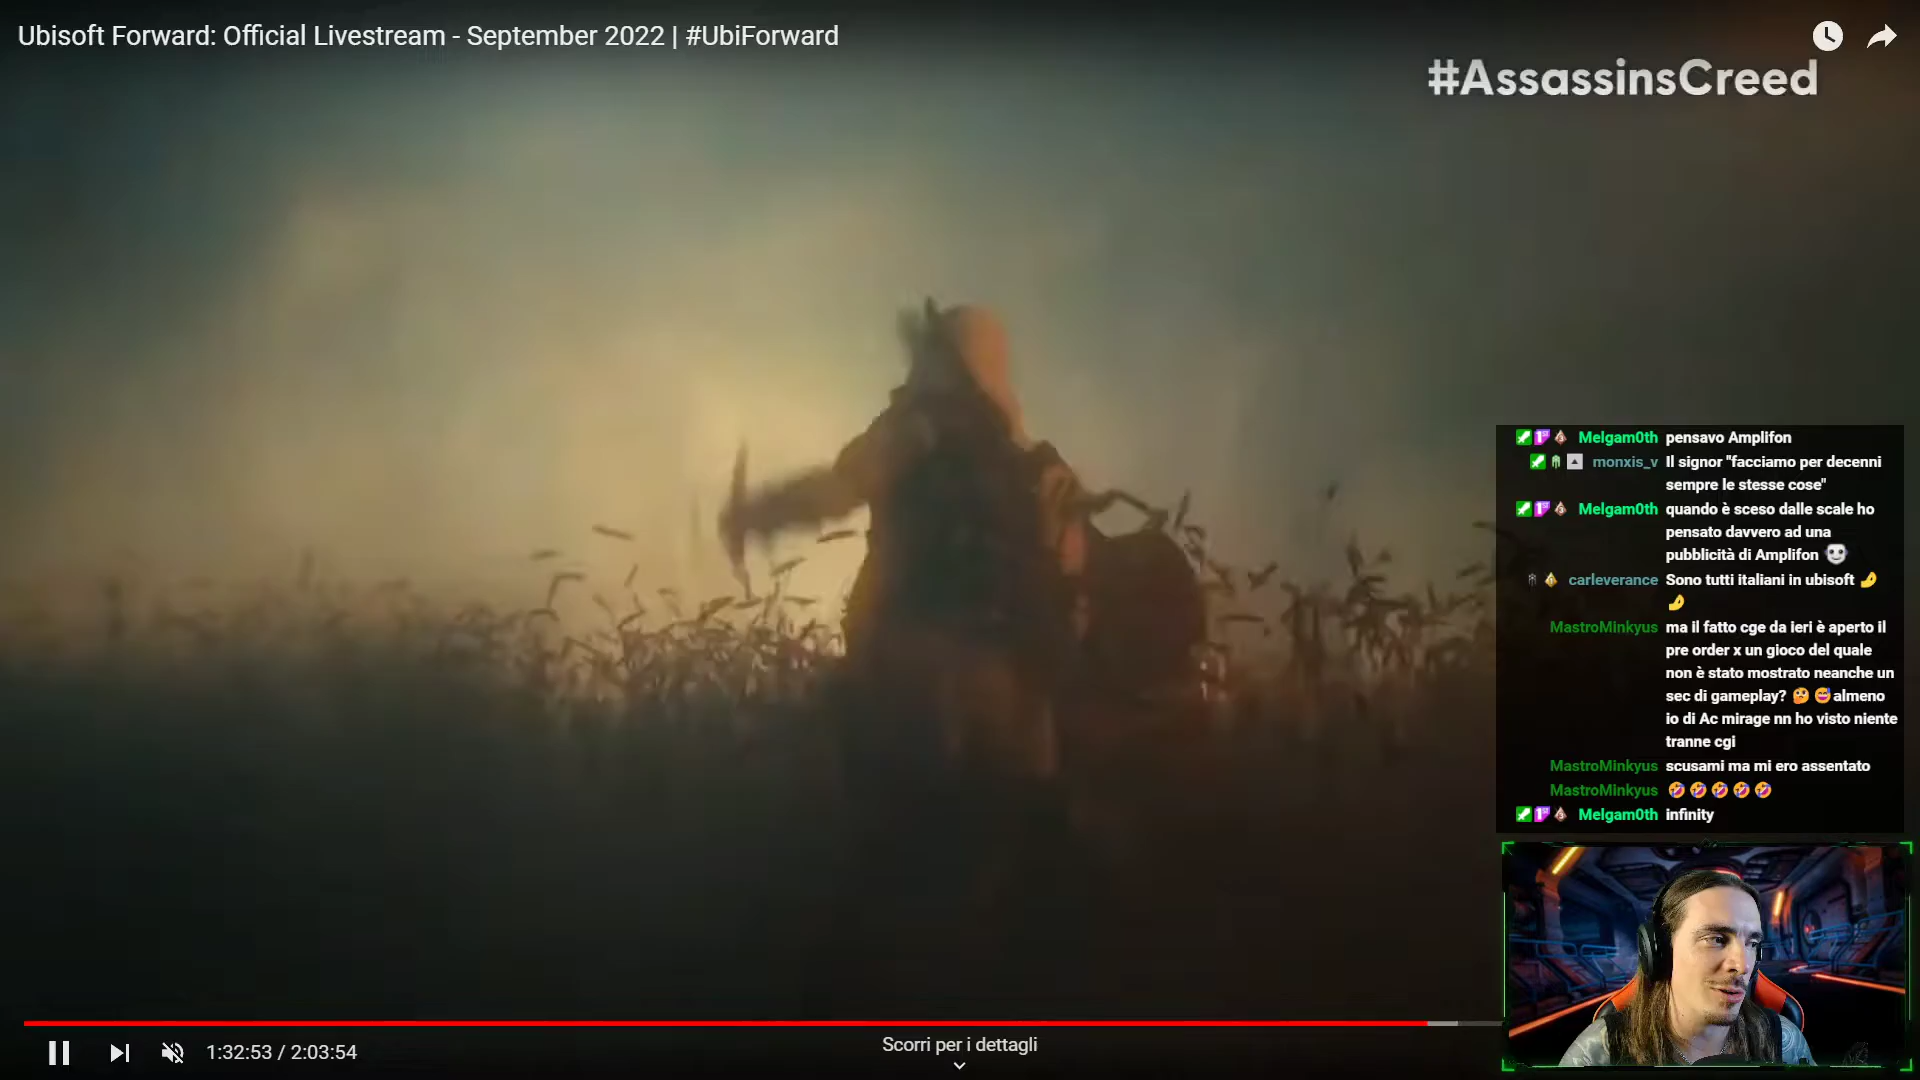 Ubisoft Forward: Official Livestream - September 2022 | #UbiForward
#AssassinsCreed
Melgam0th pensavo Amplifon
monxis_v Il signor "facciamo per decenni
sempre le stesse cose"
Melgam0th quando è sceso dalle scale ho
pensato davvero ad una
pubblicità di Amplifon
carleverance Sono tutti italiani in ubisoft 🤌
🤌
MastroMinkyus ma il fatto cge da ieri è aperto il
pre order x un gioco del quale
non è stato mostrato neanche un
sec di gameplay? 🤔 😅almeno
io di Ac mirage nn ho visto niente
tranne cgi
MastroMinkyus scusami ma mi ero assentato
MastroMinkyus 🤣 🤣 🤣 🤣 🤣
Melgam0th infinity
1:32:53 / 2:03:54
Scorri per i dettagli